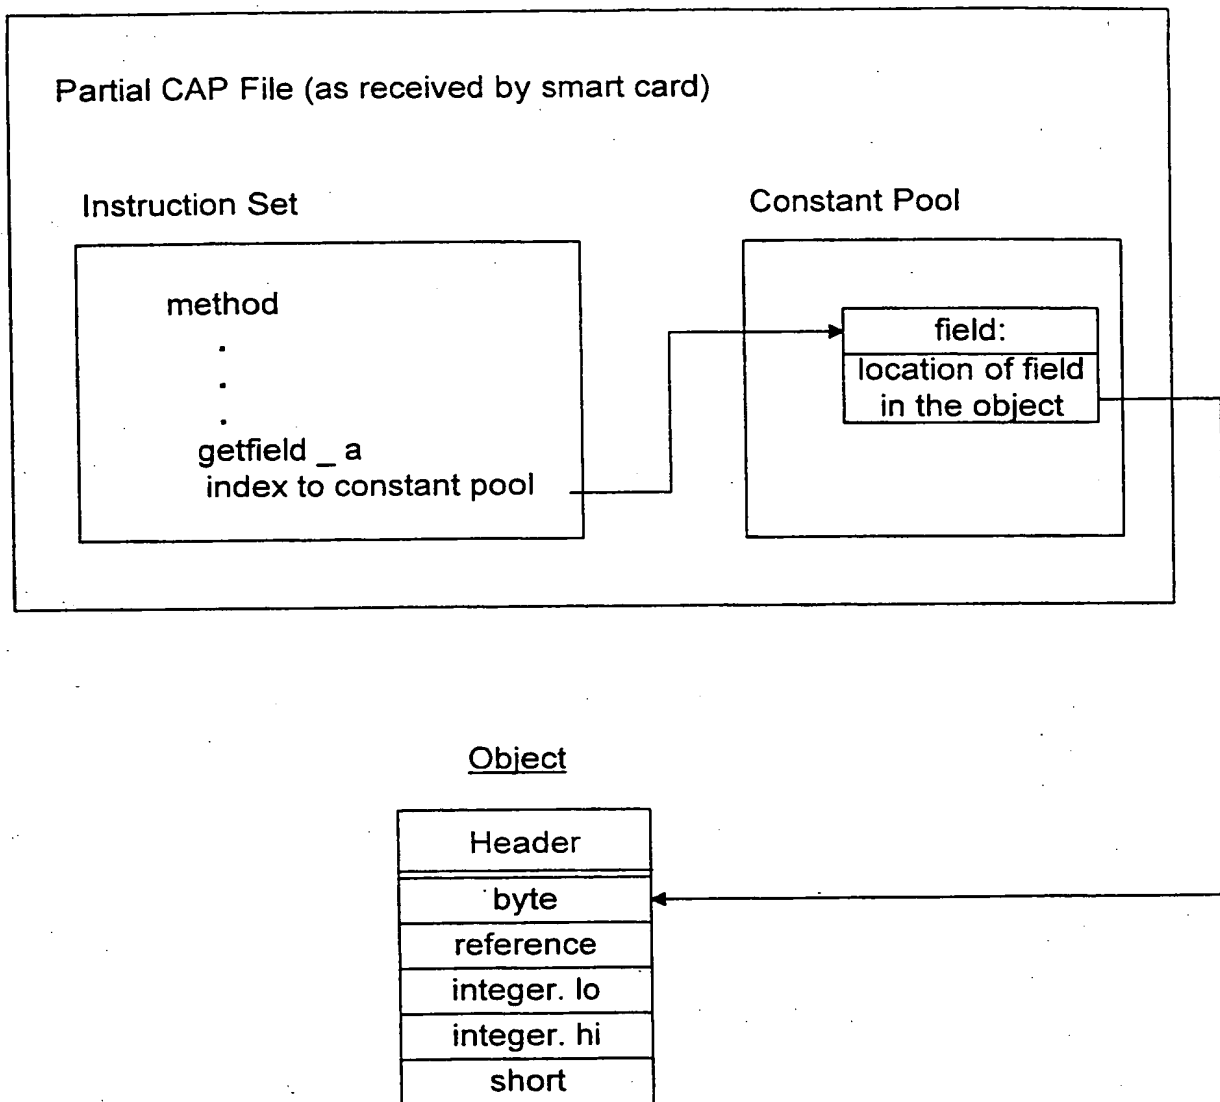 Partial CAP File (as received by smart card)
Instruction Set
method
.
.
.
getfield _ a
index to constant pool
Constant Pool
field:
location of field
in the object
Object
Header
byte
reference
integer. lo
integer. hi
short